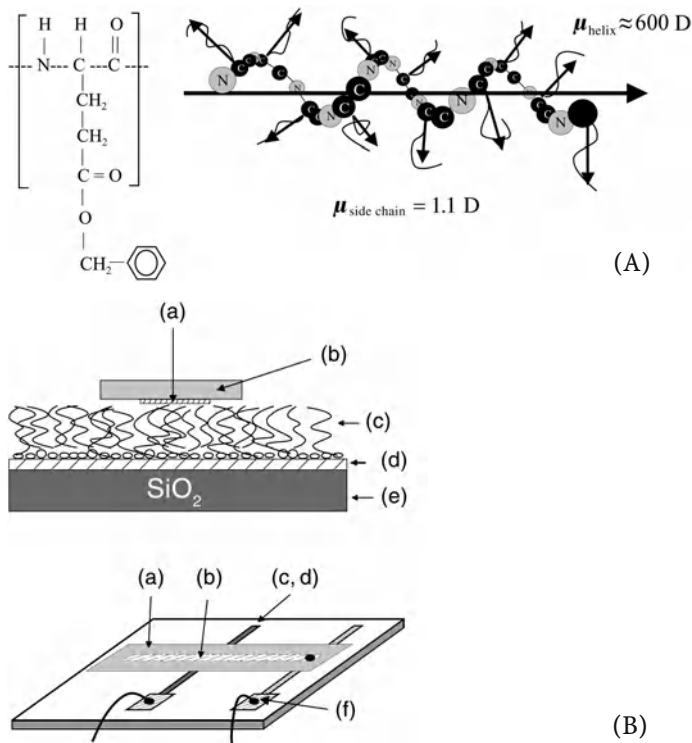 H H O
N C C
CH₂
CH₂
C=O
O
CH₂
N C C C N C C N C C N C C C N C C N C C N
μhelix ≈ 600 D
μside chain = 1.1 D
(A)
(a)
(b)
(c)
(d)
SiO₂
(e)
(a) (b) (c, d)
(f)
(B)